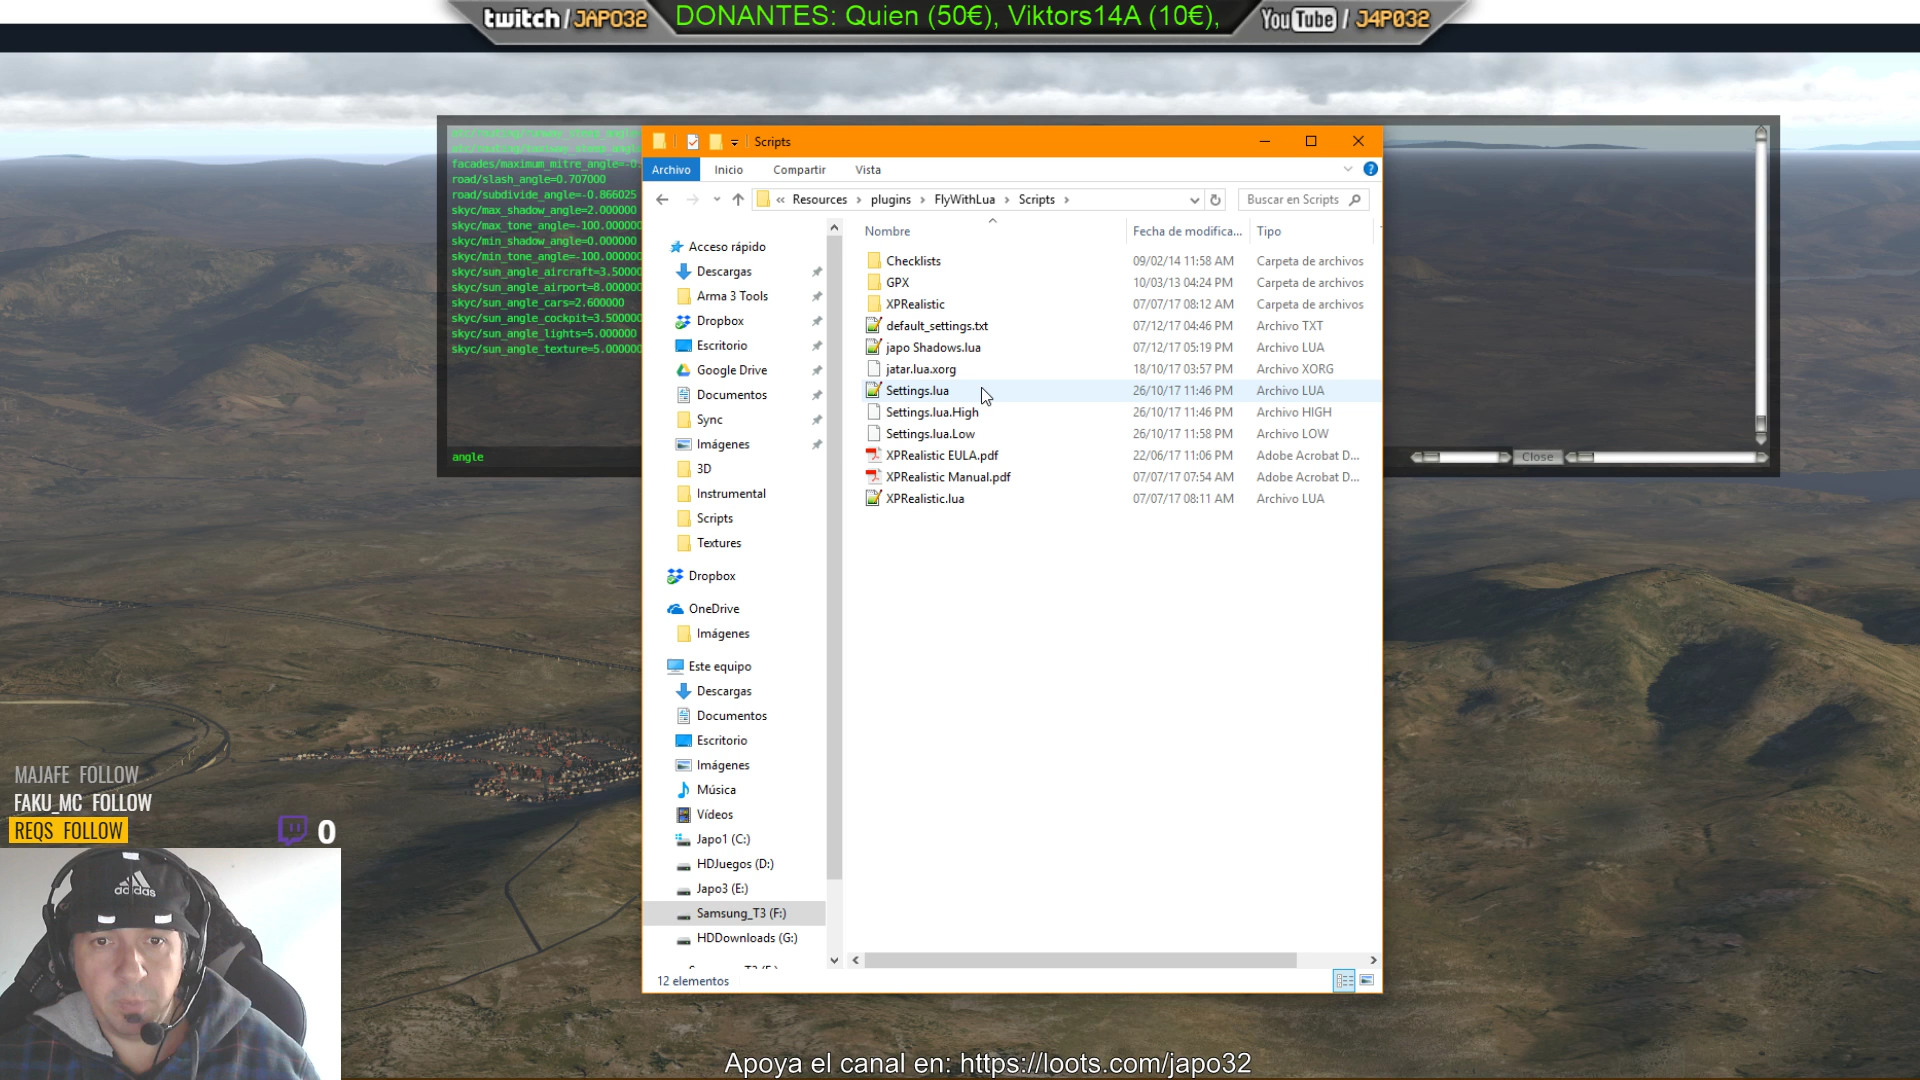 twitch / JAPO32
DONANTES: Quien (50€), Viktors14A (10€),
You Tube / J4P032
facades/maximum_mitre_angle=-0.
road/slash_angle=0.707000
road/subdivide_angle=-0.866025
skyc/max_shadow_angle=2.000000
skyc/max_tone_angle=-100.000000
skyc/min_shadow_angle=0.000000
skyc/min_tone_angle=-100.000000
skyc/sun_angle_aircraft=3.50000
skyc/sun_angle_airport=8.000000
skyc/sun_angle_cars=2.600000
skyc/sun_angle_cockpit=3.500000
skyc/sun_angle_lights=5.000000
skyc/sun_angle_texture=5.000000
angle
Close
Scripts
Archivo Inicio Compartir Vista
« Resources > plugins > FlyWithLua > Scripts >
Buscar en Scripts
Acceso rápido
Descargas
Arma 3 Tools
Dropbox
Escritorio
Google Drive
Documentos
Sync
Imágenes
3D
Instrumental
Scripts
Textures
Dropbox
OneDrive
Imágenes
Este equipo
Descargas
Documentos
Escritorio
Imágenes
Música
Vídeos
Japo1 (C:)
HDJuegos (D:)
Japo3 (E:)
Samsung_T3 (F:)
HDDownloads (G:)
Nombre Fecha de modifica... Tipo
Checklists 09/02/14 11:58 AM Carpeta de archivos
GPX 10/03/13 04:24 PM Carpeta de archivos
XPRealistic 07/07/17 08:12 AM Carpeta de archivos
default_settings.txt 07/12/17 04:46 PM Archivo TXT
japo Shadows.lua 07/12/17 05:19 PM Archivo LUA
jatar.lua.xorg 18/10/17 03:57 PM Archivo XORG
Settings.lua 26/10/17 11:46 PM Archivo LUA
Settings.lua.High 26/10/17 11:46 PM Archivo HIGH
Settings.lua.Low 26/10/17 11:58 PM Archivo LOW
XPRealistic EULA.pdf 22/06/17 11:06 PM Adobe Acrobat D...
XPRealistic Manual.pdf 07/07/17 07:54 AM Adobe Acrobat D...
XPRealistic.lua 07/07/17 08:11 AM Archivo LUA
12 elementos
MAJAFE FOLLOW
FAKU_MC FOLLOW
REQS FOLLOW
0
adidas
Apoya el canal en: https://loots.com/japo32